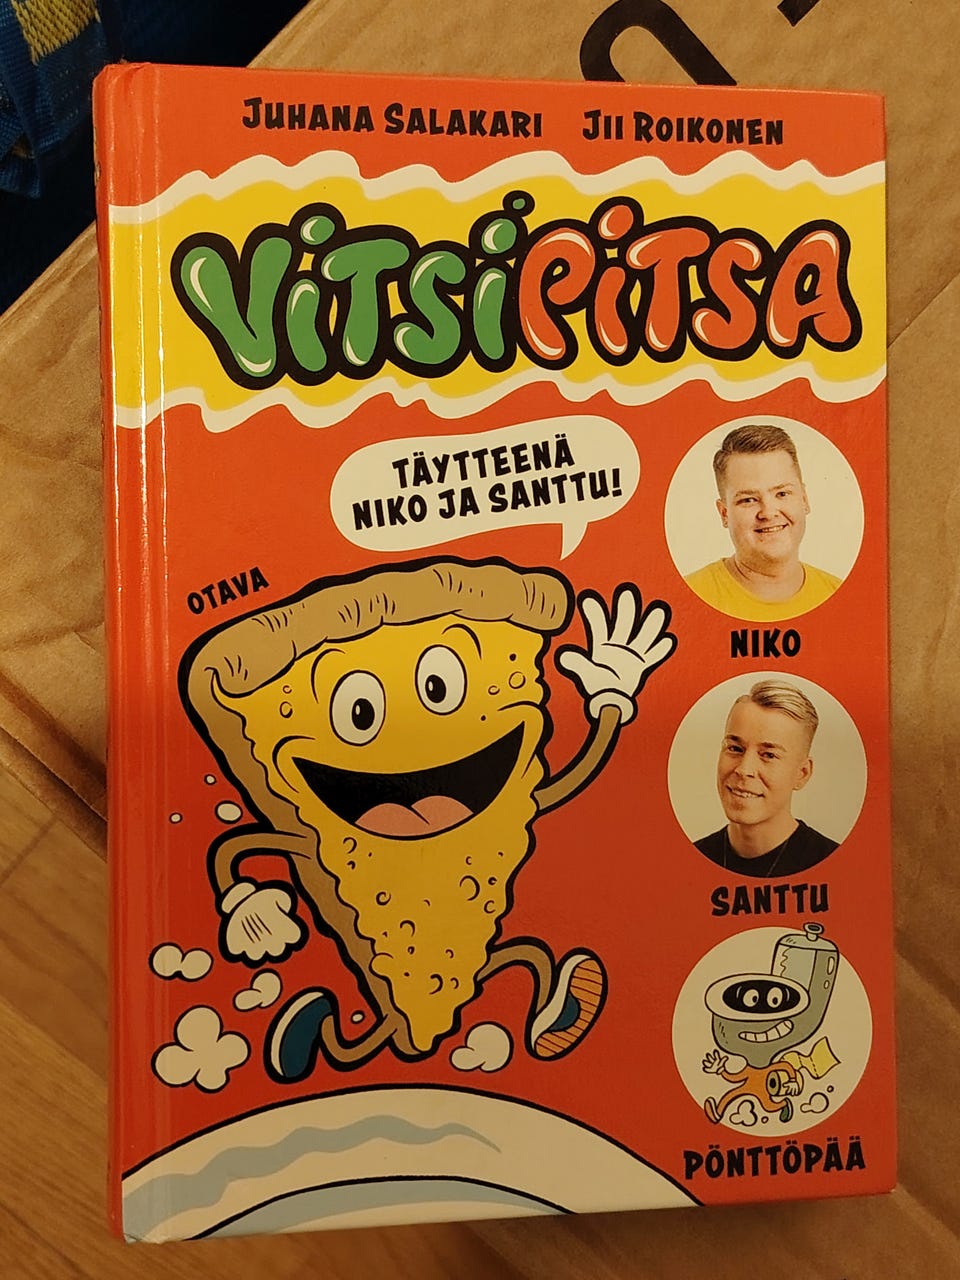 JUHANA SALAKARI JII ROIKONEN
VITSIPITSA
TÄYTTEENÄ
NIKO JA SANTTU!
OTAVA
NIKO
SANTTU
PÖNTTÖPÄÄ